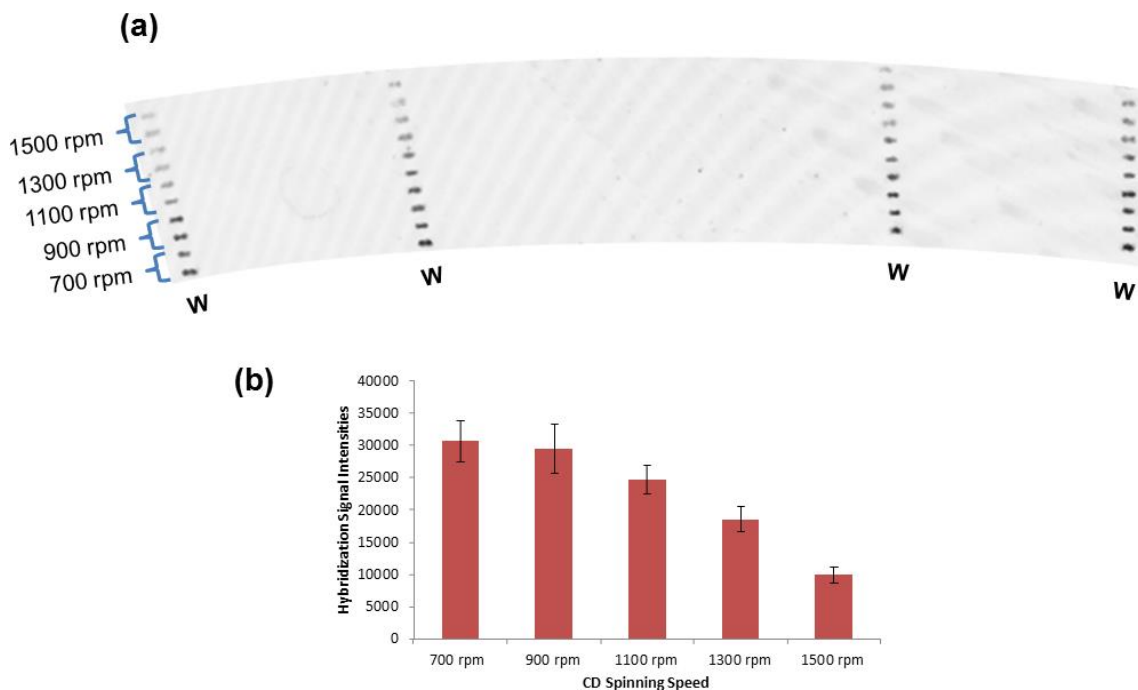 (a)
1500 rpm
1300 rpm
1100 rpm
900 rpm
700 rpm
W
W
W
W
(b)
Hybridization Signal Intensities
40000
35000
30000
25000
20000
15000
10000
5000
0
700 rpm
900 rpm
1100 rpm
1300 rpm
1500 rpm
CD Spinning Speed